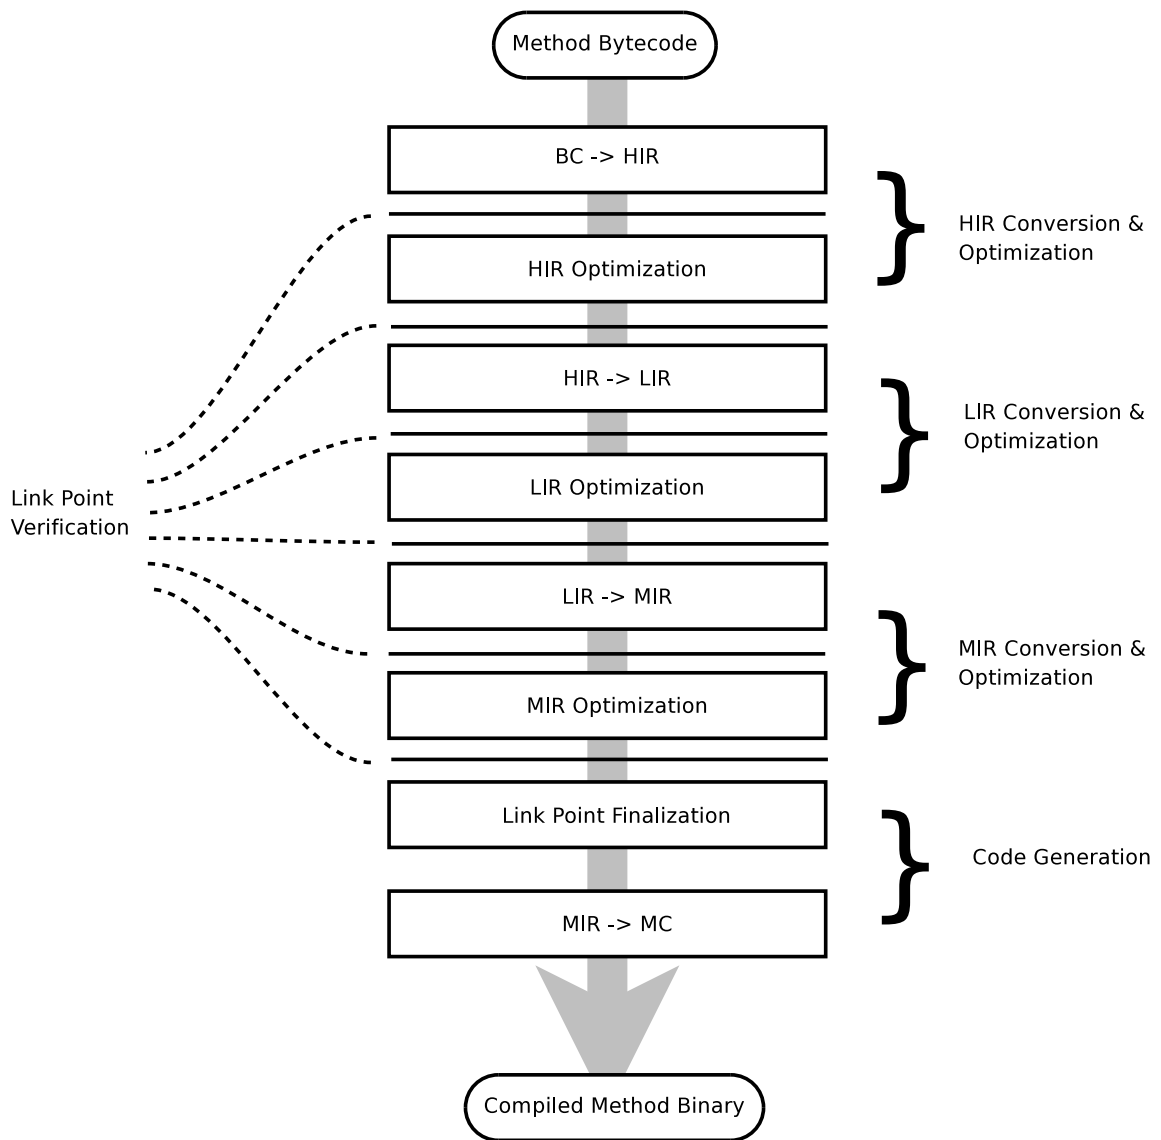 Method Bytecode
BC -> HIR
HIR Conversion &
Optimization
HIR Optimization
HIR -> LIR
LIR Conversion &
Optimization
LIR Optimization
Link Point
Verification
LIR -> MIR
MIR Conversion &
Optimization
MIR Optimization
Link Point Finalization
Code Generation
MIR -> MC
Compiled Method Binary